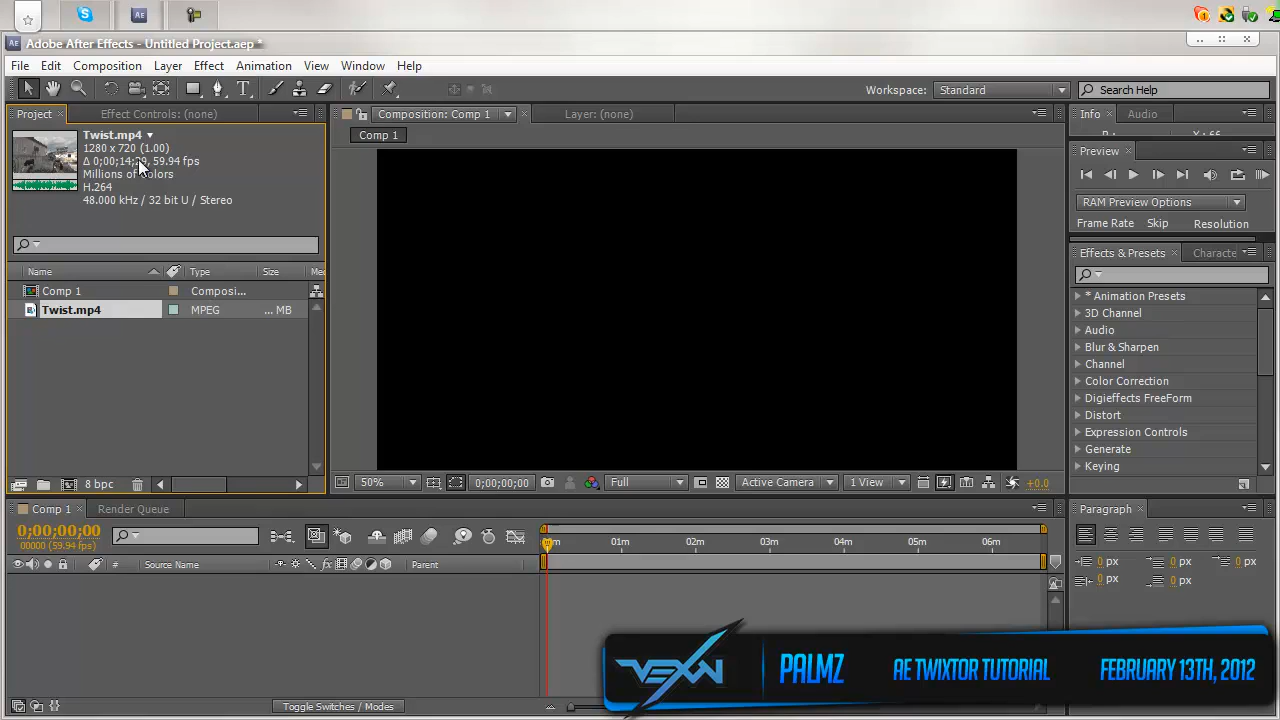 Adobe After Effects - Untitled Project.aep *
File Edit Composition Layer Effect Animation View Window Help
Workspace: Standard Search Help
Project Effect Controls: (none) Composition: Comp 1 Layer: (none) Info Audio
Comp 1
Twist.mp4
1280 x 720 (1.00)
59.94 fps
Millions of Colors
H.264
48.000 kHz / 32 bit U / Stereo
Preview
RAM Preview Options
Frame Rate Skip Resolution
Effects & Presets
Name Type Size
Comp 1 Composi...
Twist.mp4 MPEG ... MB
* Animation Presets
3D Channel
Audio
Blur & Sharpen
Channel
Color Correction
Digieffects FreeForm
Distort
Expression Controls
Generate
Keying
8 bpc
50% 0;00;00;00 Full Active Camera 1 View +0.0
Comp 1 Render Queue
0;00;00;00
00000 (59.94 fps)
01m 02m 03m 04m 05m 06m
# Source Name Parent
Paragraph
0 px 0 px 0 px
0 px 0 px
Toggle Switches / Modes
VEXN PALMZ AE TWIXTOR TUTORIAL FEBRUARY 13TH, 2012